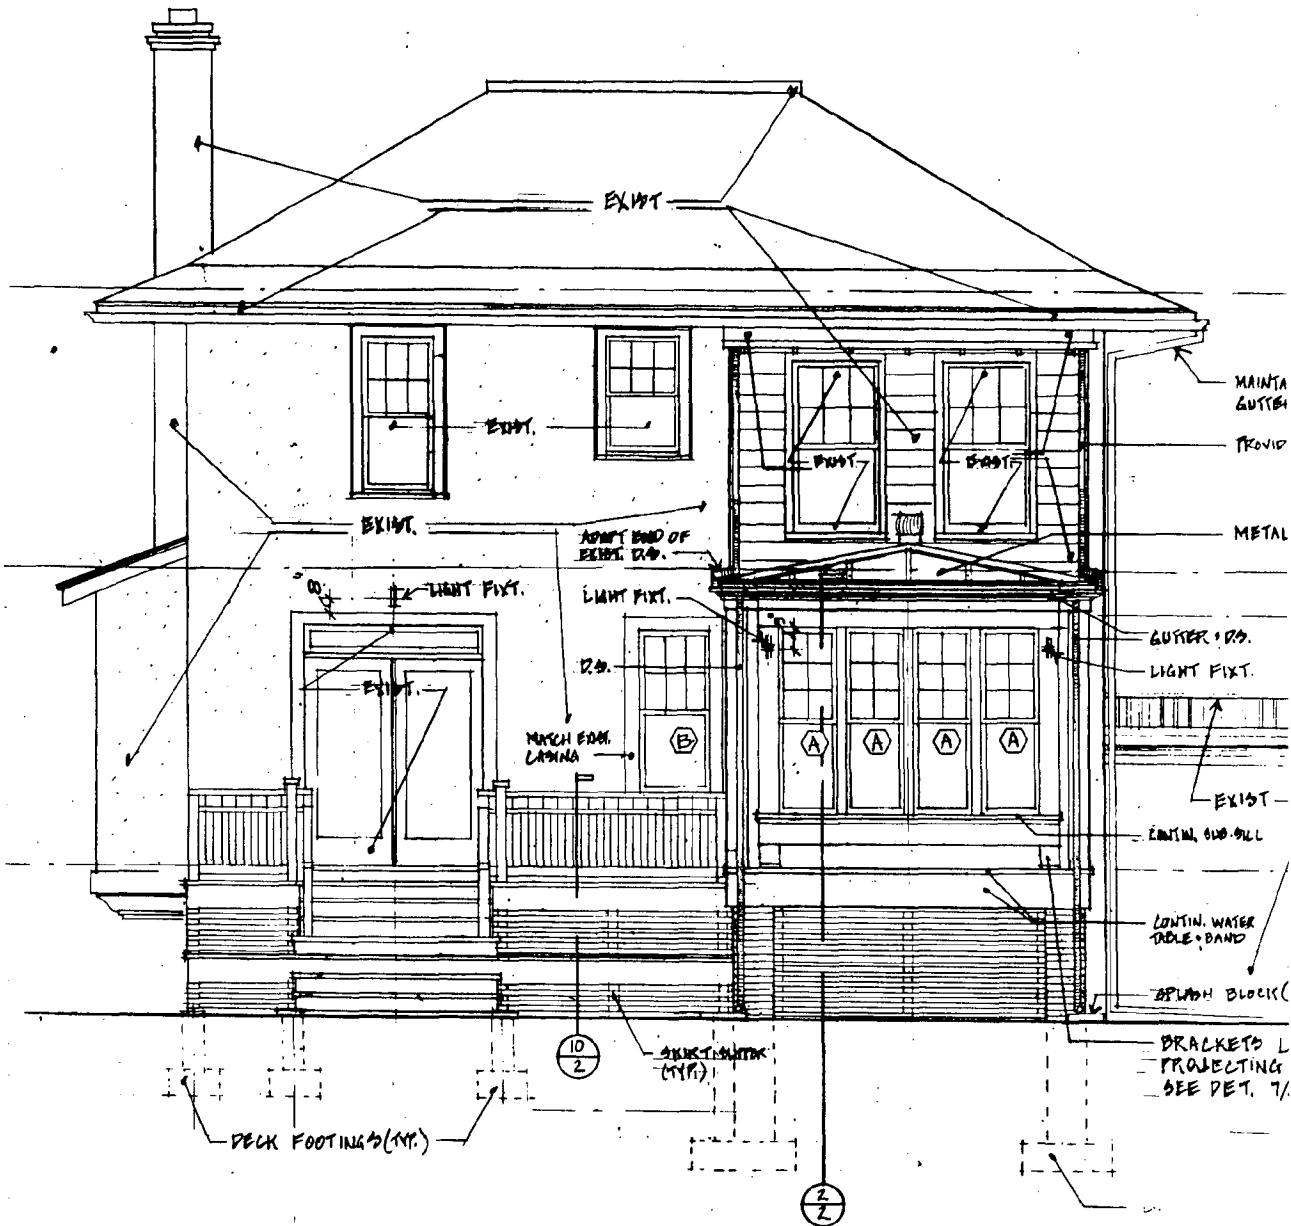 EXIST
MAINTA
GUTTE
PROVID
EXIST.
EXIST.
EXIST.
EXIST.
ADAPT END OF
EXIST. D.S.
METAL
8"
LIGHT FIXT.
LIGHT FIXT.
GUTTER & D.S.
D.S.
LIGHT FIXT.
EXIST.
MATCH EXIST.
CASING
B
A
A
A
A
EXIST
CONTIN. SUB-SILL
CONTIN. WATER
TABLE & BAND
SPLASH BLOCK (
10
2
(TYP.)
BRACKETS L
PROJECTING
SEE DET. 7/
DECK FOOTINGS (TYP.)
2
2